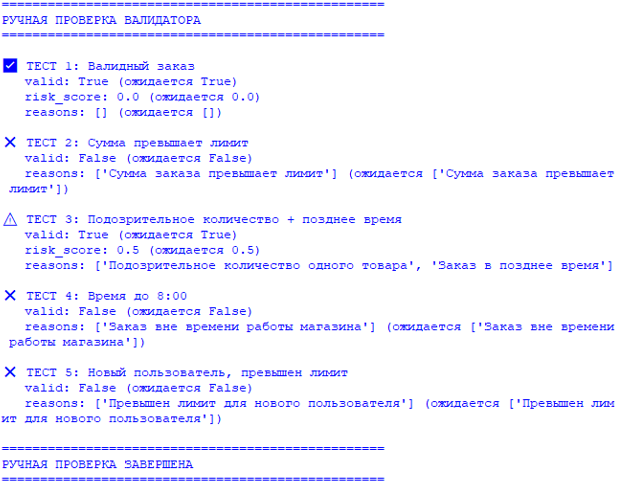 ==================================================
РУЧНАЯ ПРОВЕРКА ВАЛИДАТОРА
==================================================
☑ ТЕСТ 1: Валидный заказ
valid: True (ожидается True)
risk_score: 0.0 (ожидается 0.0)
reasons: [] (ожидается [])
✕ ТЕСТ 2: Сумма превышает лимит
valid: False (ожидается False)
reasons: ['Сумма заказа превышает лимит'] (ожидается ['Сумма заказа превышает
лимит'])
⚠ ТЕСТ 3: Подозрительное количество + позднее время
valid: True (ожидается True)
risk_score: 0.5 (ожидается 0.5)
reasons: ['Подозрительное количество одного товара', 'Заказ в позднее время']
✕ ТЕСТ 4: Время до 8:00
valid: False (ожидается False)
reasons: ['Заказ вне времени работы магазина'] (ожидается ['Заказ вне времени
работы магазина'])
✕ ТЕСТ 5: Новый пользователь, превышен лимит
valid: False (ожидается False)
reasons: ['Превышен лимит для нового пользователя'] (ожидается ['Превышен лим
ит для нового пользователя'])
==================================================
РУЧНАЯ ПРОВЕРКА ЗАВЕРШЕНА
==================================================